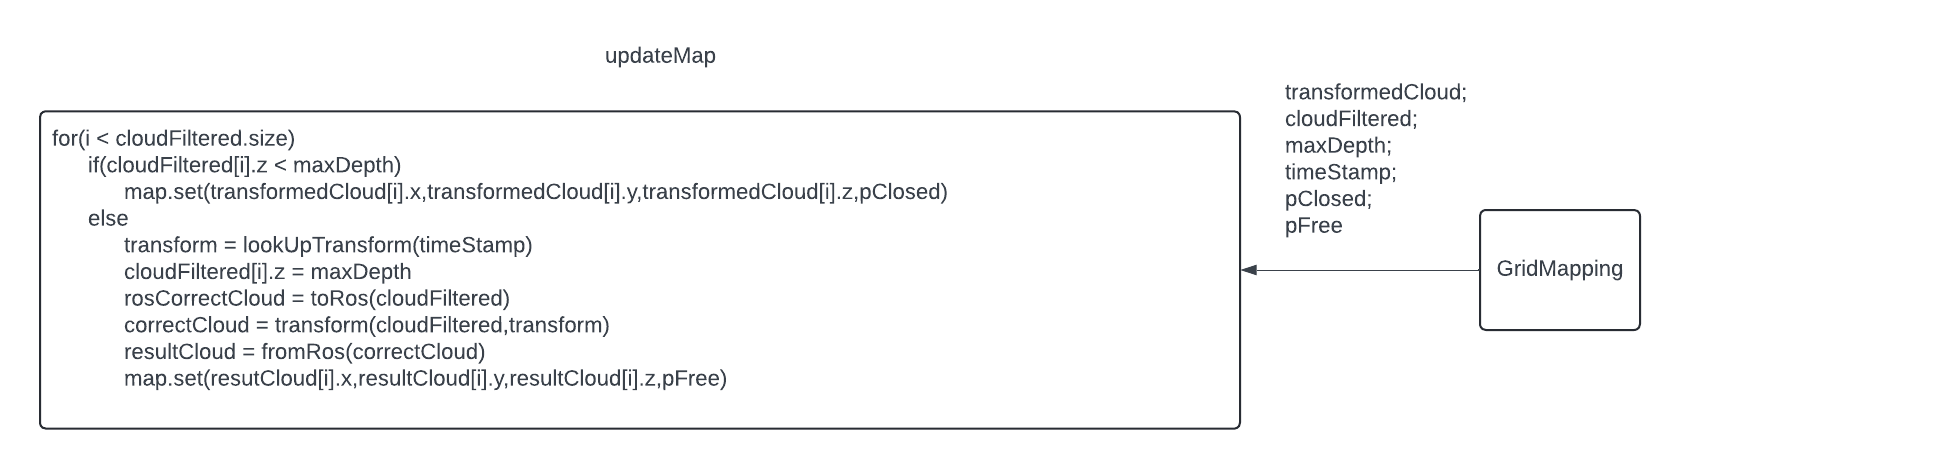 updateMap
for(i < cloudFiltered.size)
if(cloudFiltered[i].z < maxDepth)
map.set(transformedCloud[i].x,transformedCloud[i].y,transformedCloud[i].z,pClosed)
else
transform = lookUpTransform(timeStamp)
cloudFiltered[i].z = maxDepth
rosCorrectCloud = toRos(cloudFiltered)
correctCloud = transform(cloudFiltered,transform)
resultCloud = fromRos(correctCloud)
map.set(resutCloud[i].x,resultCloud[i].y,resultCloud[i].z,pFree)
transformedCloud;
cloudFiltered;
maxDepth;
timeStamp;
pClosed;
pFree
GridMapping